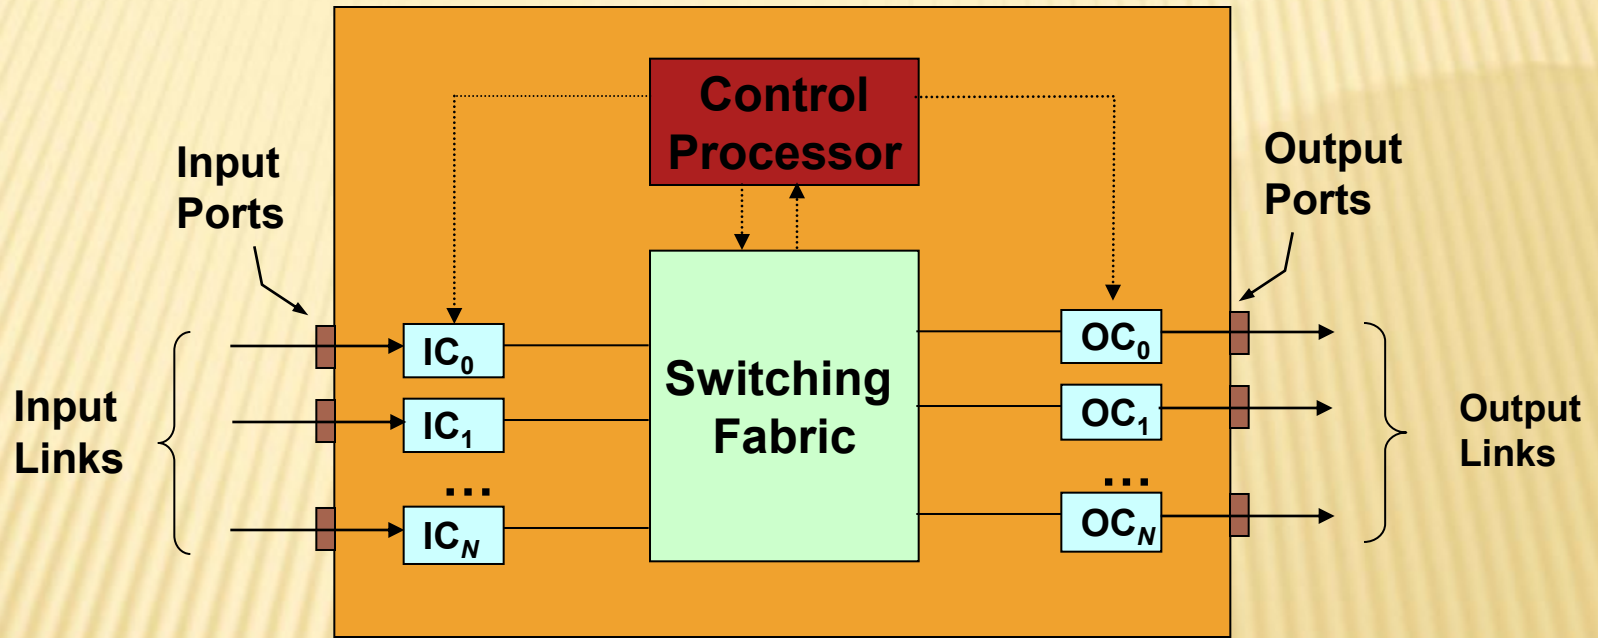 Control
Processor
Input
Ports
Output
Ports
IC₀
OC₀
Switching
Fabric
Input
Links
IC₁
OC₁
Output
Links
...
...
ICN
OCN